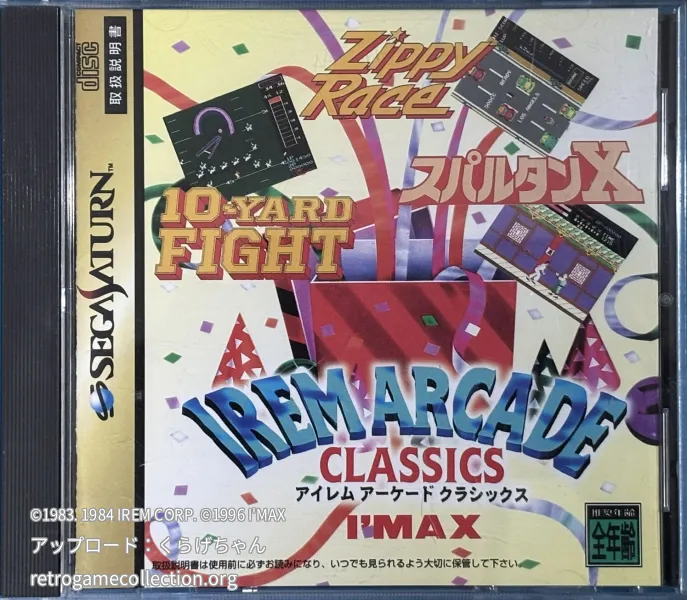 disc
取扱説明書
SEGA SATURN™
Zippy
Race
スパルタンX
10-YARD
FIGHT
IREM ARCADE
CLASSICS
アイレム アーケード クラシックス
I'MAX
推奨年齢
全年齢
©1983. 1984 IREM CORP. ©1996 I'MAX
アップロード：くらげちゃん
取扱説明書は使用前に必ずお読みになり、いつでも見られるよう大切に保管して下さい。
retrogamecollection.org